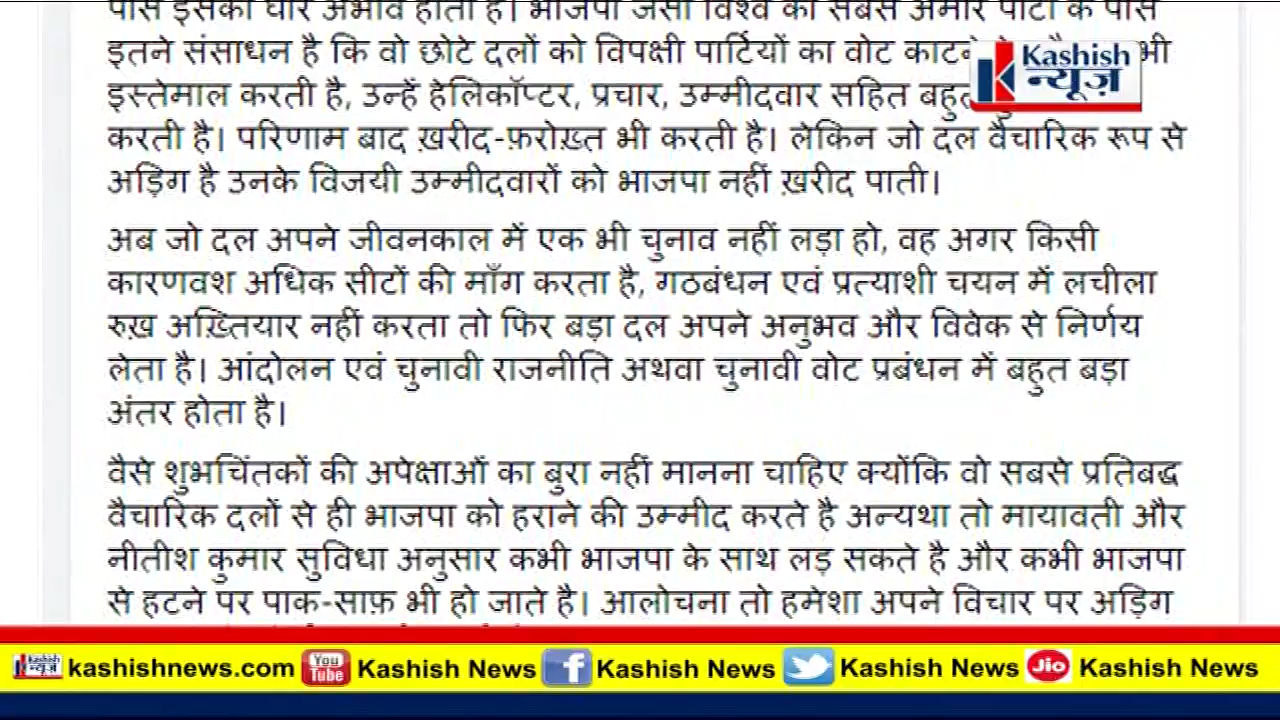 पास इसका घोर अभाव होता है। भाजपा जैसी विश्व की सबसे अमीर पार्टी के पास
इतने संसाधन है कि वो छोटे दलों को विपक्षी पार्टियों का वोट काटने भी
इस्तेमाल करती है, उन्हें हेलिकॉप्टर, प्रचार, उम्मीदवार सहित बहुत
करती है। परिणाम बाद ख़रीद-फ़रोख़्त भी करती है। लेकिन जो दल वैचारिक रूप से
अड़िग है उनके विजयी उम्मीदवारों को भाजपा नहीं ख़रीद पाती।
Kashish
न्यूज़
अब जो दल अपने जीवनकाल में एक भी चुनाव नहीं लड़ा हो, वह अगर किसी
कारणवश अधिक सीटों की माँग करता है, गठबंधन एवं प्रत्याशी चयन में लचीला
रुख़ अख़्तियार नहीं करता तो फिर बड़ा दल अपने अनुभव और विवेक से निर्णय
लेता है। आंदोलन एवं चुनावी राजनीति अथवा चुनावी वोट प्रबंधन में बहुत बड़ा
अंतर होता है।
वैसे शुभचिंतकों की अपेक्षाओं का बुरा नहीं मानना चाहिए क्योंकि वो सबसे प्रतिबद्ध
वैचारिक दलों से ही भाजपा को हराने की उम्मीद करते है अन्यथा तो मायावती और
नीतीश कुमार सुविधा अनुसार कभी भाजपा के साथ लड़ सकते है और कभी भाजपा
से हटने पर पाक-साफ़ भी हो जाते है। आलोचना तो हमेशा अपने विचार पर अड़िग
Kashish न्यूज़ kashishnews.com You Tube Kashish News f Kashish News Kashish News Jio Kashish News